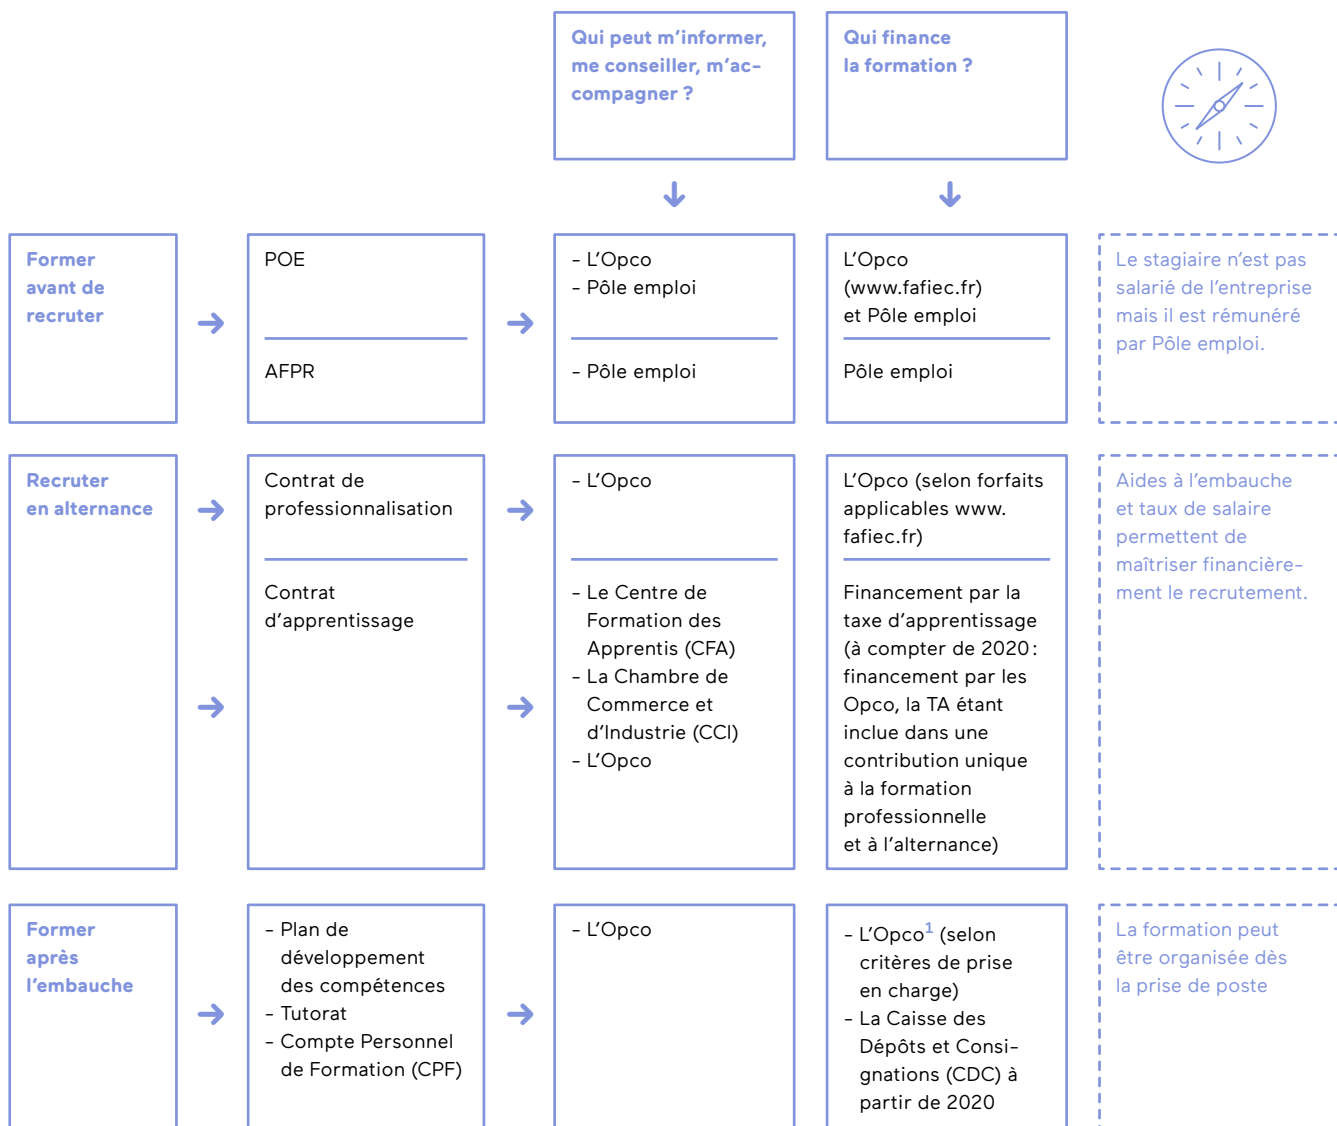 Qui peut m'informer,
me conseiller, m'ac-
compagner ?
Qui finance
la formation ?
Former
avant de
recruter
POE
- L'Opco
- Pôle emploi
L'Opco
(www.fafiec.fr)
et Pôle emploi
AFPR
- Pôle emploi
Pôle emploi
Le stagiaire n'est pas
salarié de l'entreprise
mais il est rémunéré
par Pôle emploi.
Recruter
en alternance
Contrat de
professionnalisation
- L'Opco
L'Opco (selon forfaits
applicables www.
fafiec.fr)
Contrat
d'apprentissage
- Le Centre de
Formation des
Apprentis (CFA)
- La Chambre de
Commerce et
d'Industrie (CCI)
- L'Opco
Financement par la
taxe d'apprentissage
(à compter de 2020 :
financement par les
Opco, la TA étant
inclue dans une
contribution unique
à la formation
professionnelle
et à l'alternance)
Aides à l'embauche
et taux de salaire
permettent de
maîtriser financière-
ment le recrutement.
Former
après
l'embauche
- Plan de
développement
des compétences
- Tutorat
- Compte Personnel
de Formation (CPF)
- L'Opco
- L'Opco¹ (selon
critères de prise
en charge)
- La Caisse des
Dépôts et Consi-
gnations (CDC) à
partir de 2020
La formation peut
être organisée dès
la prise de poste